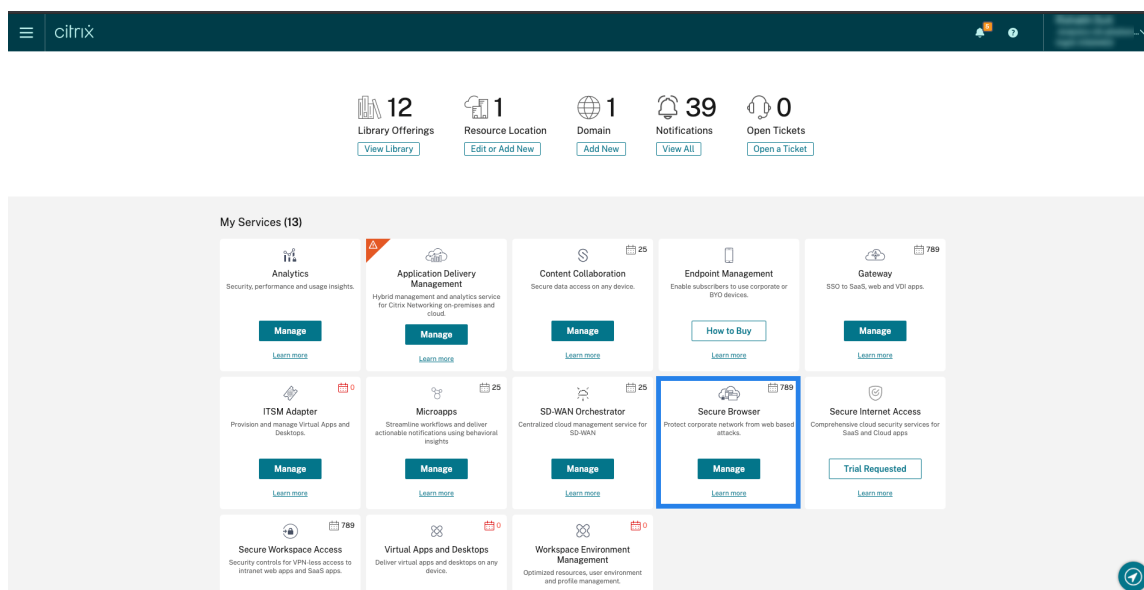 citrix
5
?
12
Library Offerings
View Library
1
Resource Location
Edit or Add New
1
Domain
Add New
39
Notifications
View All
0
Open Tickets
Open a Ticket
My Services (13)
Analytics
Security, performance and usage insights.
Manage
Learn more
Application Delivery
Management
Hybrid management and analytics service
for Citrix Networking on-premises and
cloud.
Manage
Learn more
25
Content Collaboration
Secure data access on any device.
Manage
Learn more
Endpoint Management
Enable subscribers to use corporate or
BYO devices.
How to Buy
Learn more
789
Gateway
SSO to SaaS, web and VDI apps.
Manage
Learn more
0
ITSM Adapter
Provision and manage Virtual Apps and
Desktops.
Manage
Learn more
25
Microapps
Streamline workflows and deliver
actionable notifications using behavioral
insights
Manage
Learn more
25
SD-WAN Orchestrator
Centralized cloud management service for
SD-WAN
Manage
Learn more
789
Secure Browser
Protect corporate network from web based
attacks.
Manage
Learn more
Secure Internet Access
Comprehensive cloud security services for
SaaS and Cloud apps
Trial Requested
Learn more
789
Secure Workspace Access
Security controls for VPN-less access to
intranet web apps and SaaS apps.
0
Virtual Apps and Desktops
Deliver virtual apps and desktops on any
device.
0
Workspace Environment
Management
Optimized resources, user environment
and profile management.